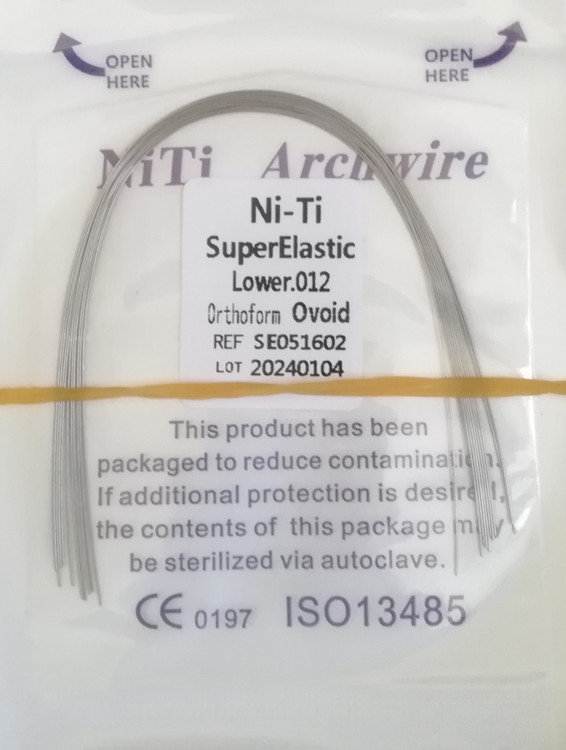 OPEN
HERE
OPEN
HERE
NiTi Archwire
Ni-Ti
SuperElastic
Lower.012
Orthoform Ovoid
REF SE051602
LOT 20240104
This product has been
packaged to reduce contamination.
If additional protection is desired,
the contents of this package may
be sterilized via autoclave.
CE 0197 ISO13485